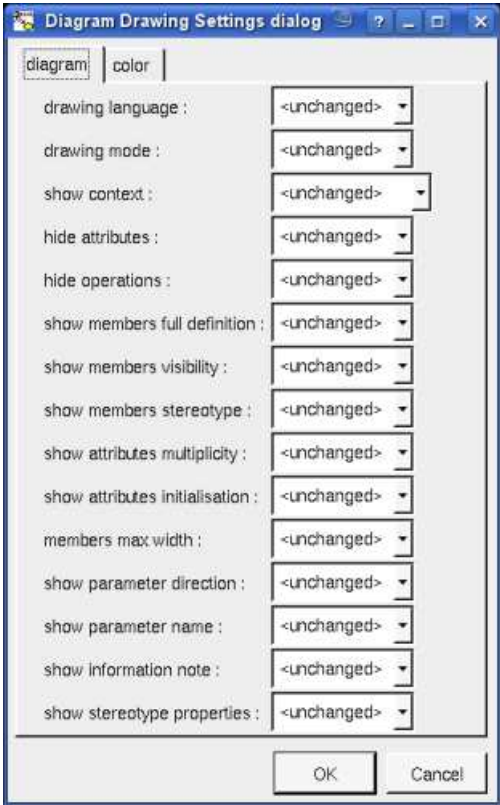 Diagram Drawing Settings dialog ?
diagram color
drawing language : <unchanged>
drawing mode : <unchanged>
show context : <unchanged>
hide attributes : <unchanged>
hide operations : <unchanged>
show members full definition : <unchanged>
show members visibility : <unchanged>
show members stereotype : <unchanged>
show attributes multiplicity : <unchanged>
show attributes initialisation : <unchanged>
members max width : <unchanged>
show parameter direction : <unchanged>
show parameter name : <unchanged>
show information note : <unchanged>
show stereotype properties : <unchanged>
OK Cancel